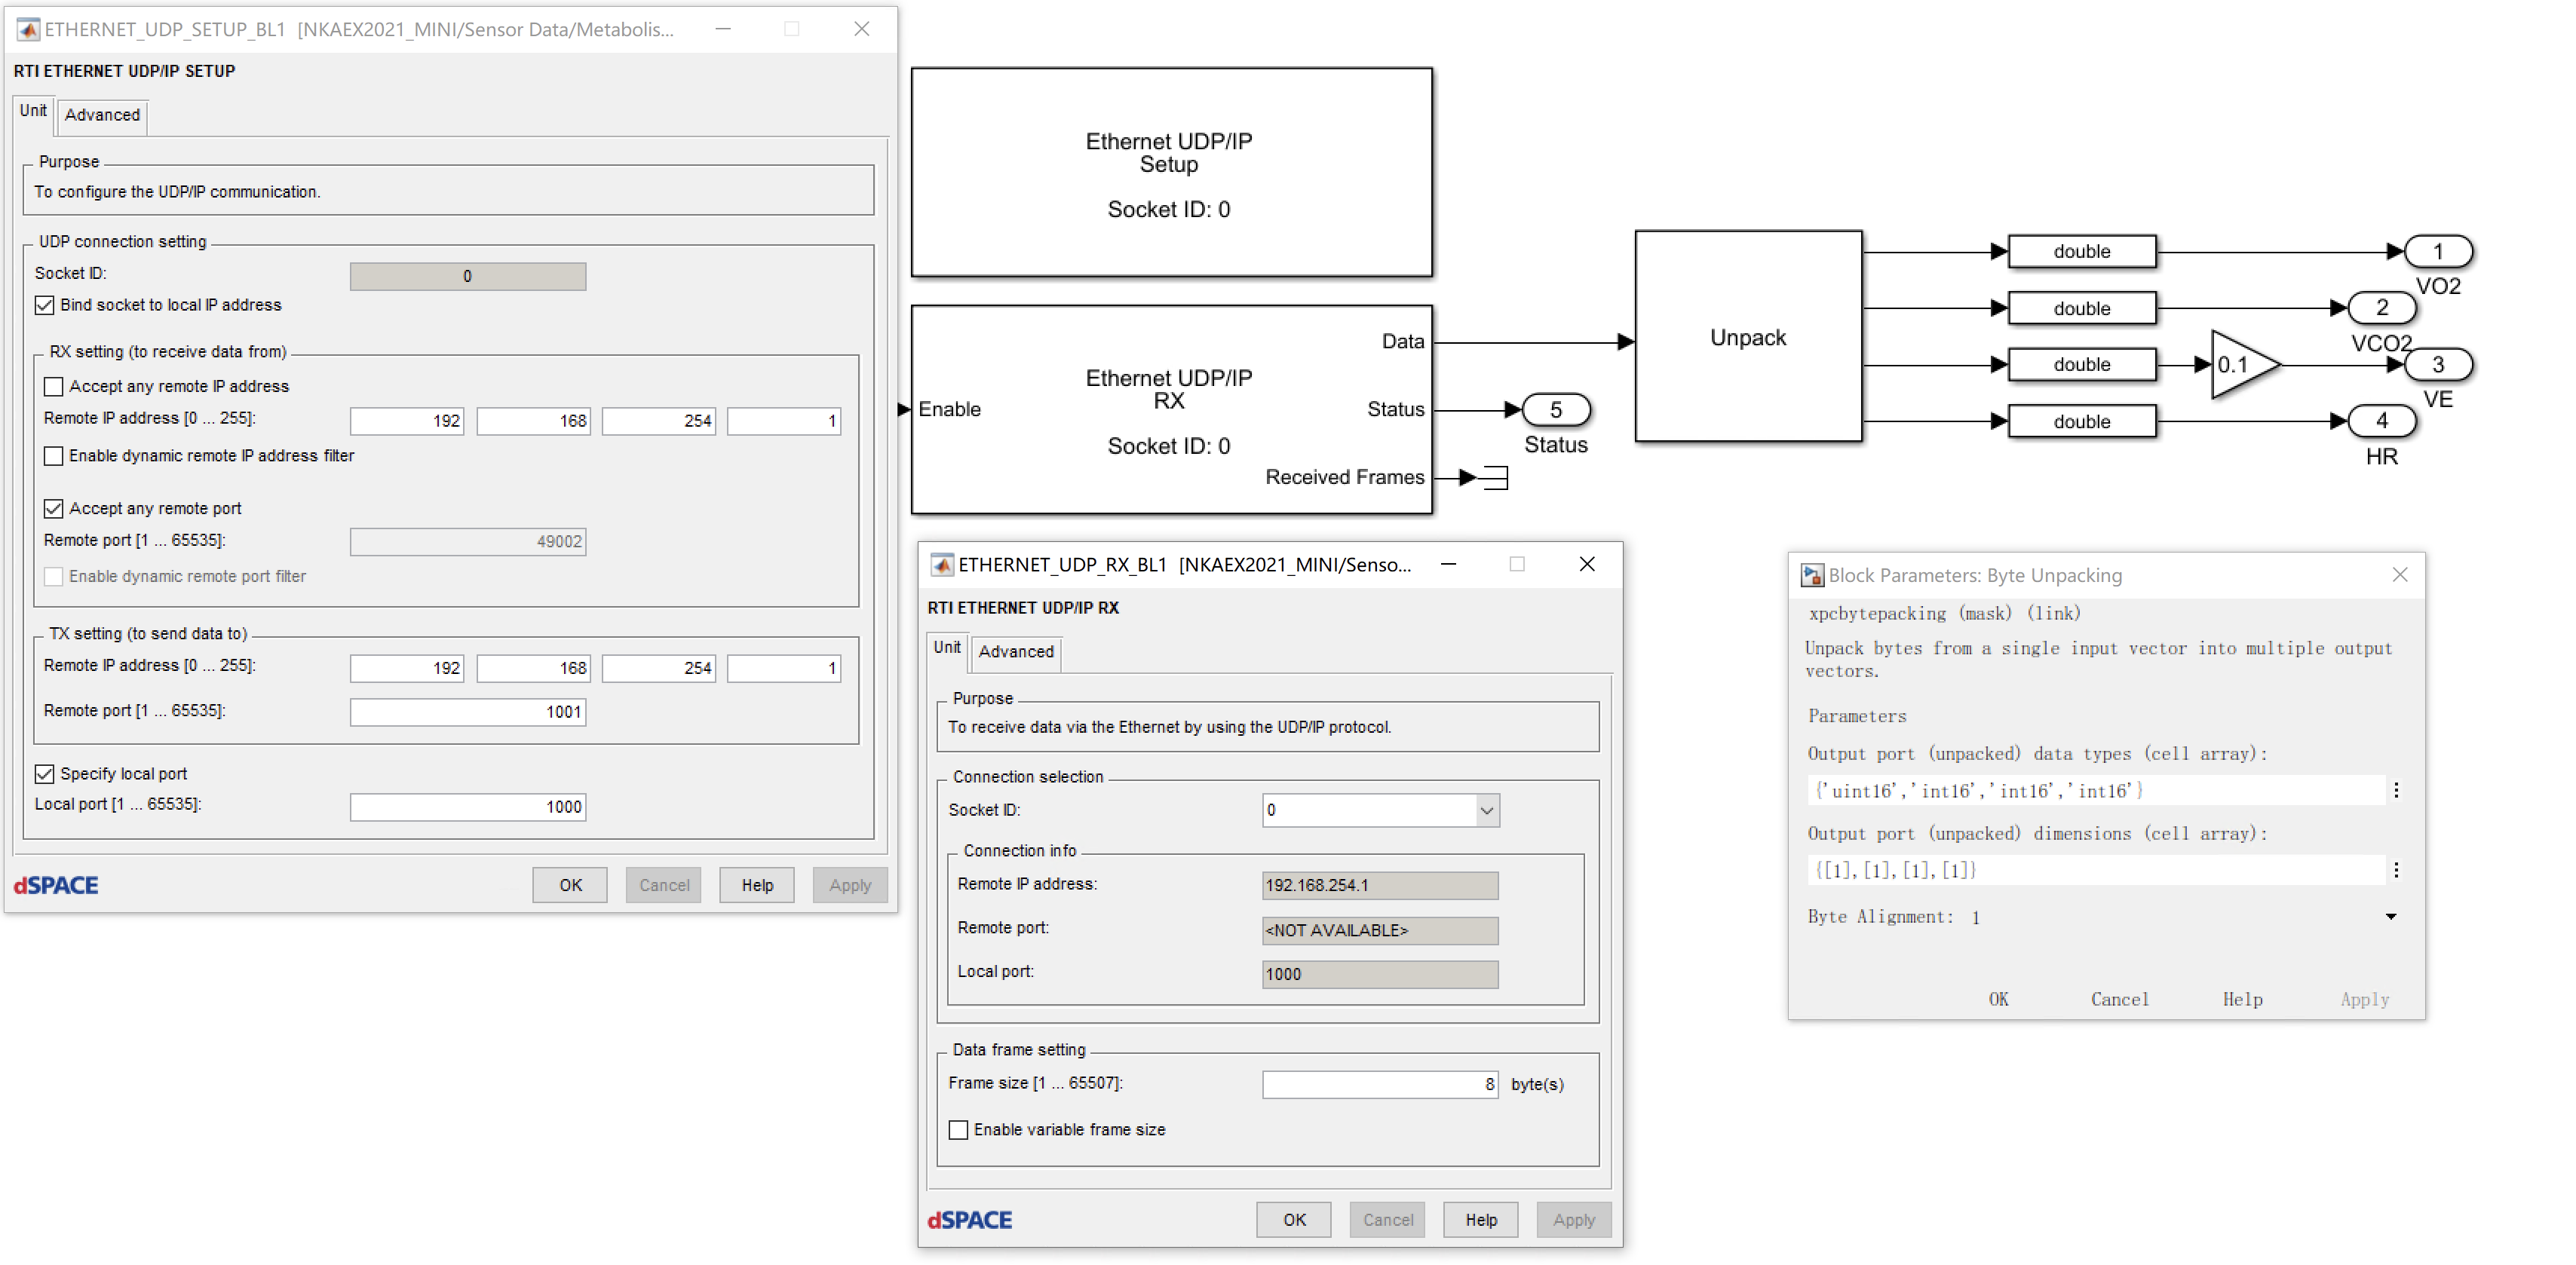 ETHERNET_UDP_SETUP_BL1 [NKAEX2021_MINI/Sensor Data/Metabolis...
RTI ETHERNET UDP/IP SETUP
Unit
Advanced
Purpose
To configure the UDP/IP communication.
UDP connection setting
Socket ID:
0
Bind socket to local IP address
RX setting (to receive data from)
Accept any remote IP address
Remote IP address [0 ... 255]:
192
168
254
1
Enable dynamic remote IP address filter
Accept any remote port
Remote port [1 ... 65535]:
49002
Enable dynamic remote port filter
TX setting (to send data to)
Remote IP address [0 ... 255]:
192
168
254
1
Remote port [1 ... 65535]:
1001
Specify local port
Local port [1 ... 65535]:
1000
dSPACE
OK
Cancel
Help
Apply
Ethernet UDP/IP
Setup
Socket ID: 0
Enable
Ethernet UDP/IP
RX
Socket ID: 0
Data
Status
Received Frames
5
Status
Unpack
double
double
double
double
0.1
1
VO2
2
VCO2
3
VE
4
HR
ETHERNET_UDP_RX_BL1 [NKAEX2021_MINI/Senso...
RTI ETHERNET UDP/IP RX
Unit
Advanced
Purpose
To receive data via the Ethernet by using the UDP/IP protocol.
Connection selection
Socket ID:
0
Connection info
Remote IP address:
192.168.254.1
Remote port:
<NOT AVAILABLE>
Local port:
1000
Data frame setting
Frame size [1 ... 65507]:
8
byte(s)
Enable variable frame size
dSPACE
OK
Cancel
Help
Apply
Block Parameters: Byte Unpacking
xpcbytepacking (mask) (link)
Unpack bytes from a single input vector into multiple output
vectors.
Parameters
Output port (unpacked) data types (cell array):
{'uint16','int16','int16','int16'}
Output port (unpacked) dimensions (cell array):
{[1],[1],[1],[1]}
Byte Alignment: 1
OK
Cancel
Help
Apply